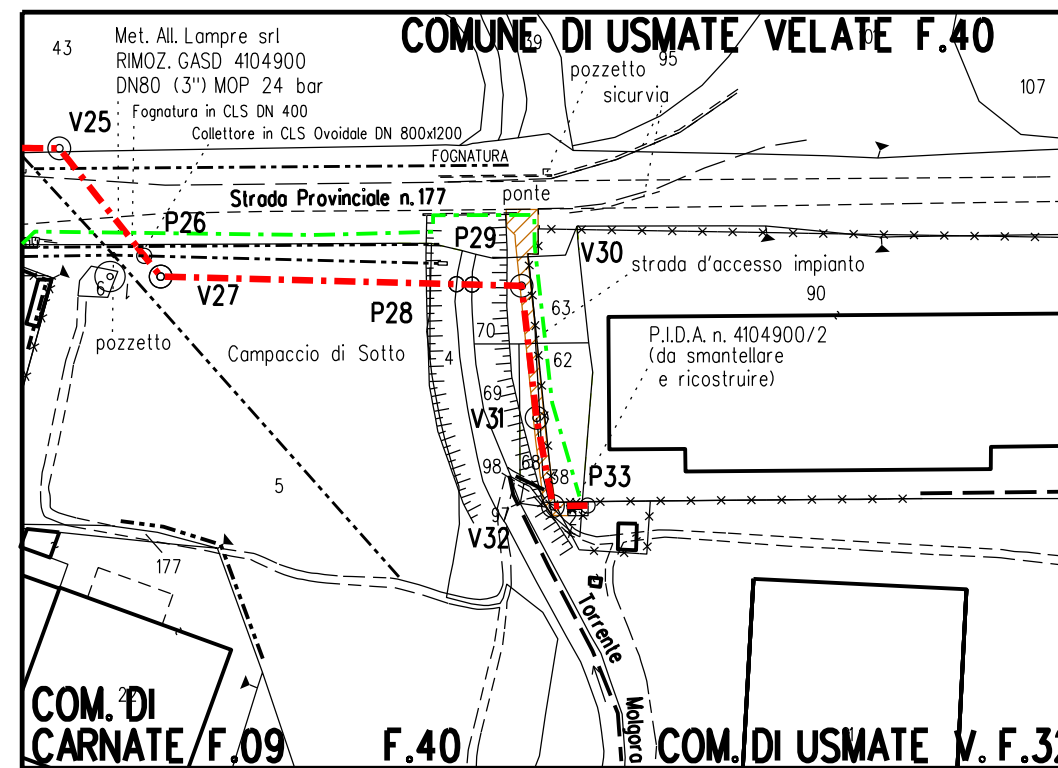 COMUNE DI USMATE VELATE F.40
43
Met. All. Lampre srl
RIMOZ. GASD 4104900
DN80 (3") MOP 24 bar
39
95
pozzetto
sicurvia
107
Fognatura in CLS DN 400
V25
Collettore in CLS Ovoidale DN 800x1200
FOGNATURA
Strada Provinciale n.177
ponte
P26
P29
V30
strada d'accesso impianto
V27
P28
90
63
pozzetto
Campaccio di Sotto
70
4
62
P.I.D.A. n. 4104900/2
(da smantellare
e ricostruire)
69
V31
98
68
38
P33
5
97
V32
177
Torrente
Molgora
22
COM. DI
CARNATE F.09
F.40
COM. DI USMATE V. F.32